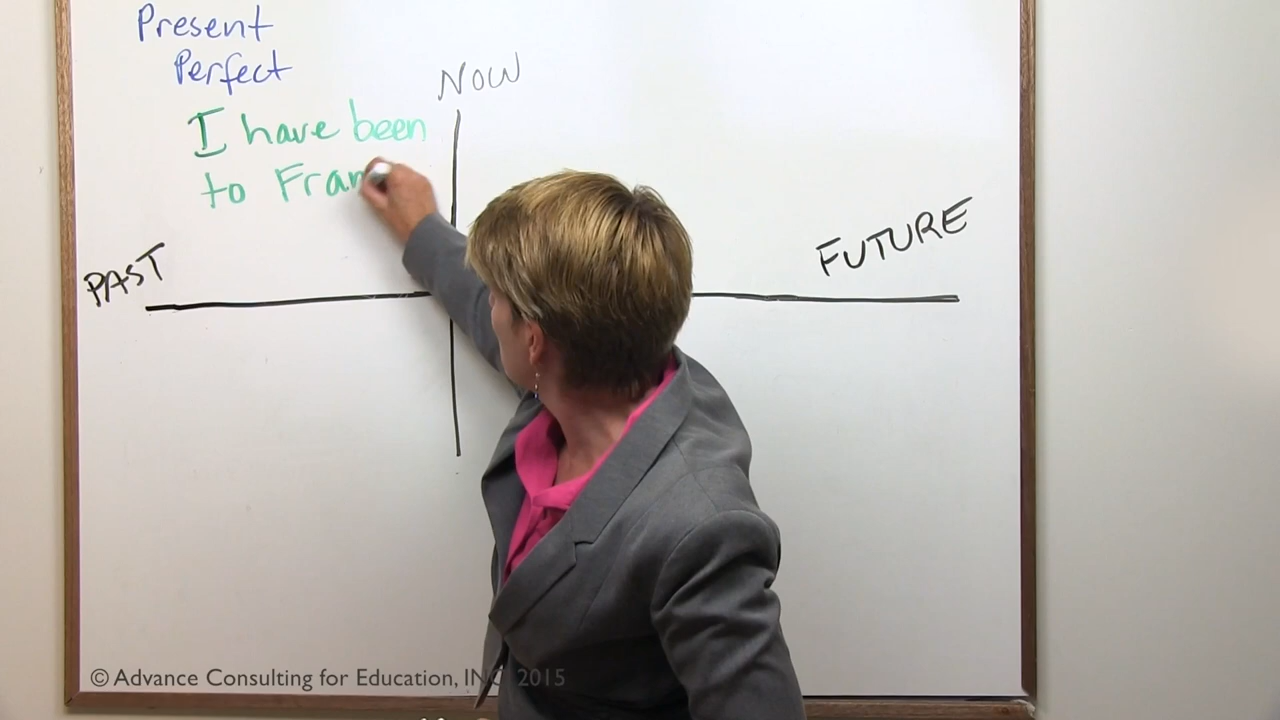 Present
Perfect
NOW
I have been
to Fran
PAST
FUTURE
© Advance Consulting for Education, INC. 2015